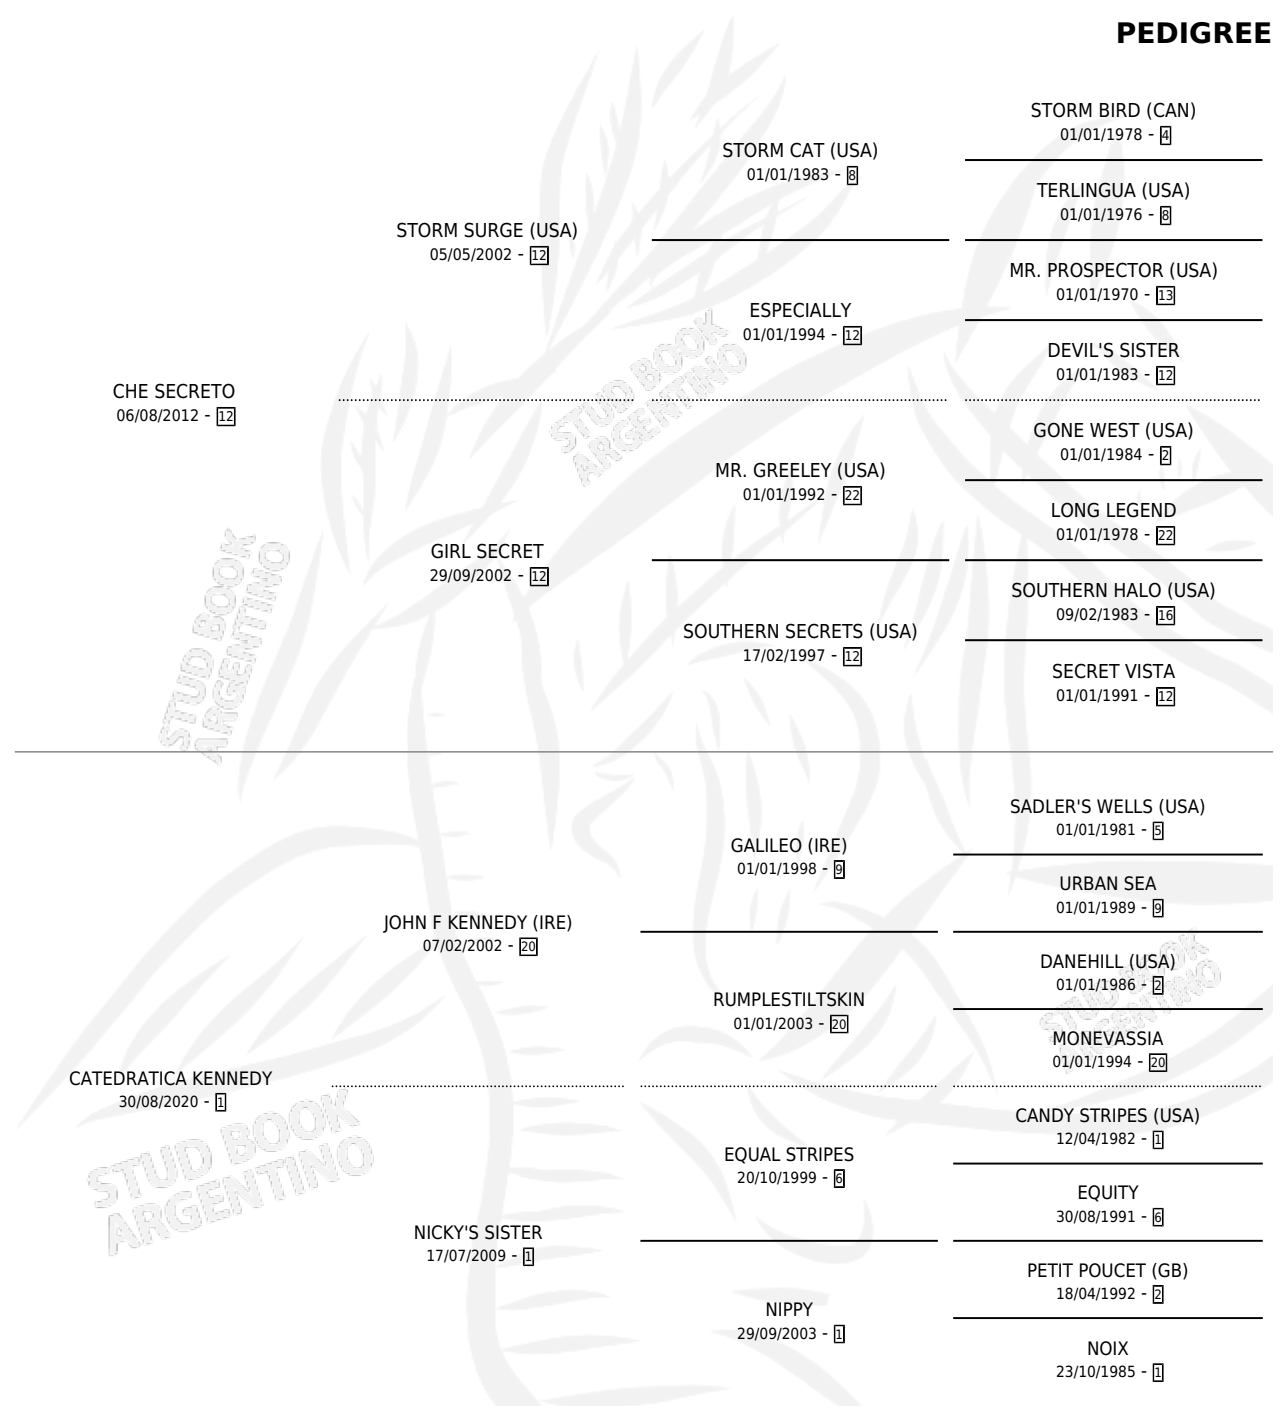 PEDIGREE
STORM BIRD (CAN)
01/01/1978 - 4
STORM CAT (USA)
01/01/1983 - 8
TERLINGUA (USA)
01/01/1976 - 8
STORM SURGE (USA)
05/05/2002 - 12
MR. PROSPECTOR (USA)
01/01/1970 - 13
ESPECIALLY
01/01/1994 - 12
DEVIL'S SISTER
01/01/1983 - 12
CHE SECRETO
06/08/2012 - 12
GONE WEST (USA)
01/01/1984 - 2
MR. GREELEY (USA)
01/01/1992 - 22
LONG LEGEND
01/01/1978 - 22
GIRL SECRET
29/09/2002 - 12
SOUTHERN HALO (USA)
09/02/1983 - 16
SOUTHERN SECRETS (USA)
17/02/1997 - 12
SECRET VISTA
01/01/1991 - 12
SADLER'S WELLS (USA)
01/01/1981 - 5
GALILEO (IRE)
01/01/1998 - 9
URBAN SEA
01/01/1989 - 9
JOHN F KENNEDY (IRE)
07/02/2002 - 20
DANEHILL (USA)
01/01/1986 - 2
RUMPLESTILTSKIN
01/01/2003 - 20
MONEVASSIA
01/01/1994 - 20
CATEDRATICA KENNEDY
30/08/2020 - 1
CANDY STRIPES (USA)
12/04/1982 - 1
EQUAL STRIPES
20/10/1999 - 6
EQUITY
30/08/1991 - 6
NICKY'S SISTER
17/07/2009 - 1
PETIT POUCET (GB)
18/04/1992 - 2
NIPPY
29/09/2003 - 1
NOIX
23/10/1985 - 1
STUD BOOK
ARGENTINO
STUD BOOK
ARGENTINO
STUD BOOK
ARGENTINO
STUD BOOK
ARGENTINO